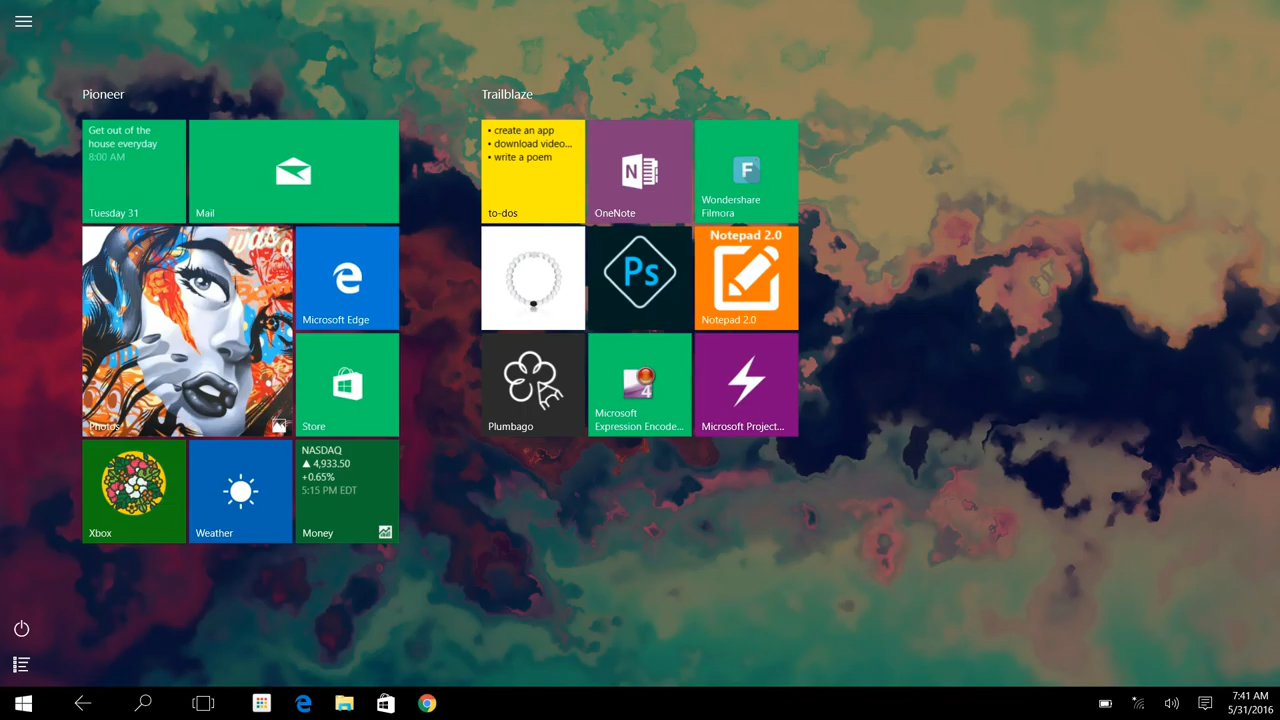 Pioneer
Trailblaze
Get out of the
house everyday
8:00 AM
Tuesday 31
Mail
• create an app
• download video...
• write a poem
to-dos
N
OneNote
F
Wondershare
Filmora
was
Photos
e
Microsoft Edge
Ps
Notepad 2.0
Notepad 2.0
Store
Plumbago
4
Microsoft
Expression Encode...
Microsoft Project...
Xbox
Weather
NASDAQ
▲ 4,933.50
+0.65%
5:15 PM EDT
Money
7:41 AM
5/31/2016